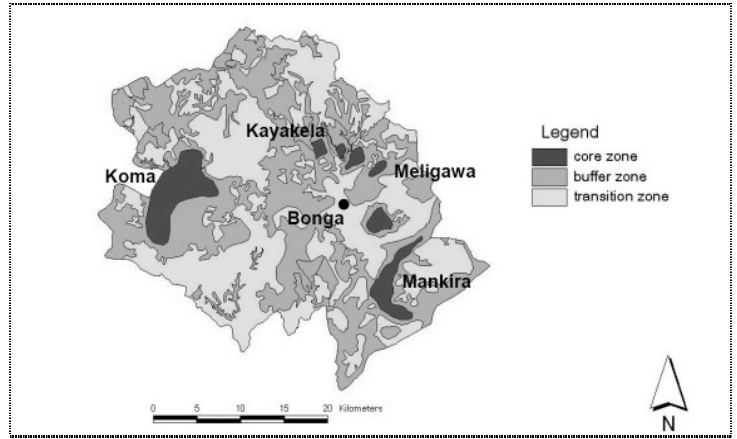 Kayakela
Koma
Meligawa
Bonga
Mankira
Legend
core zone
buffer zone
transition zone
0 5 10 15 20 Kilometers
N